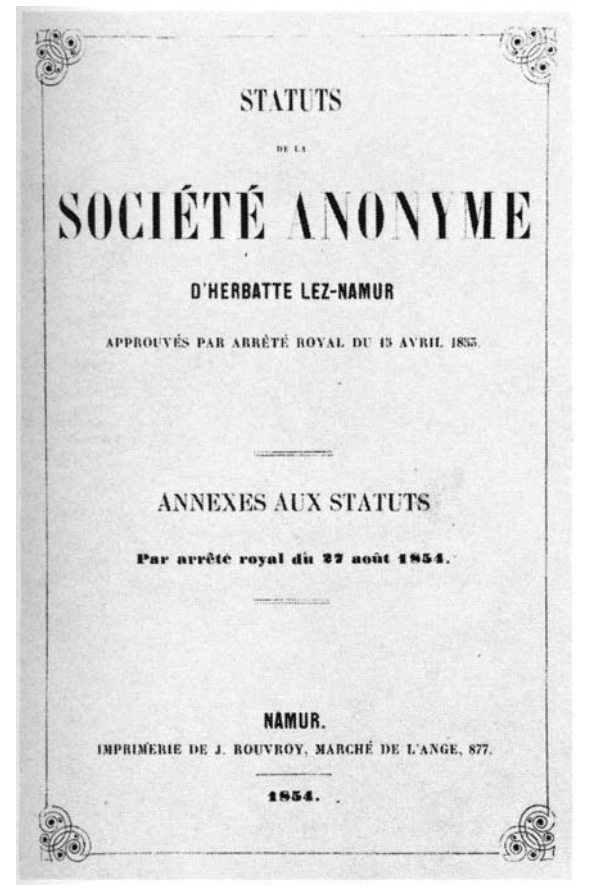 STATUTS
DE LA
SOCIÉTÉ ANONYME
D'HERBATTE LEZ-NAMUR
APPROUVÉS PAR ARRÊTÉ ROYAL DU 15 AVRIL 1853.
ANNEXES AUX STATUTS
Par arrêté royal du 27 août 1854.
NAMUR.
IMPRIMERIE DE J. ROUVROY, MARCHÉ DE L'ANGE, 877.
1854.